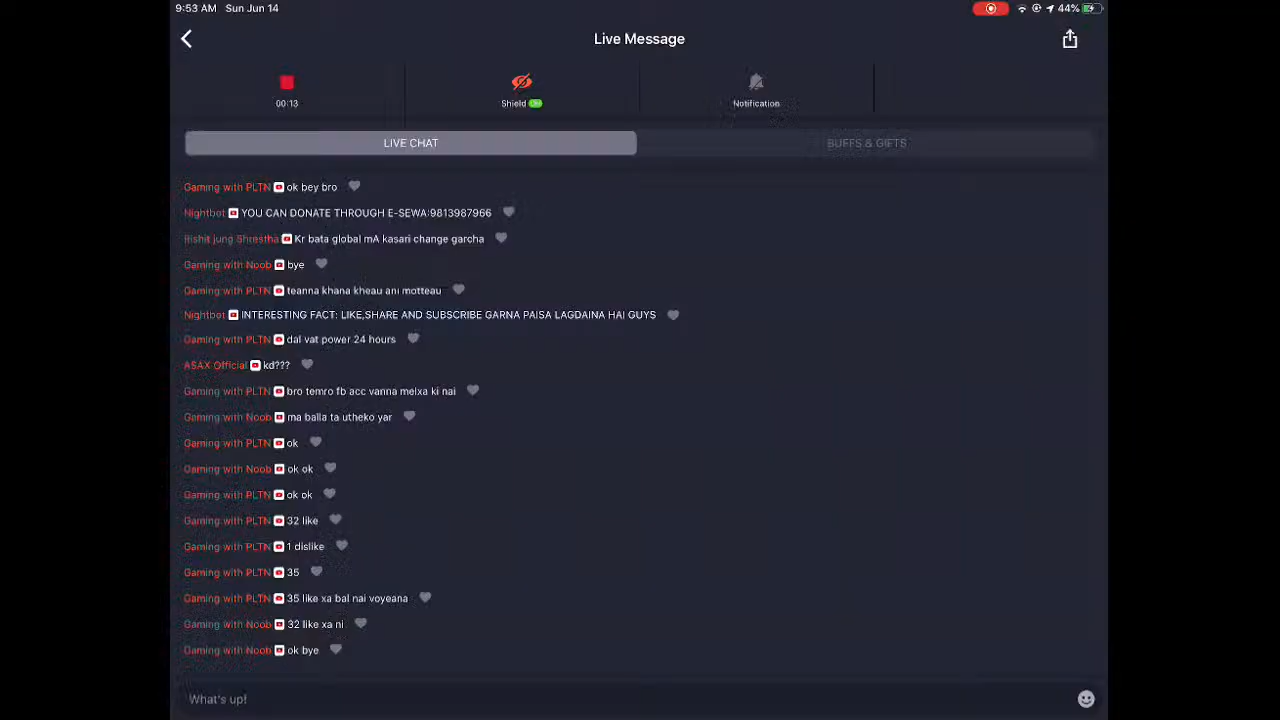 9:53 AM Sun Jun 14 44%
Live Message
00:13 Shield ON Notification
LIVE CHAT BUFFS & GIFTS
Gaming with PLTN ok bey bro
Nightbot YOU CAN DONATE THROUGH E-SEWA:9813987966
Rishit jung Shrestha Kr bata global mA kasari change garcha
Gaming with Noob bye
Gaming with PLTN teanna khana kheau ani motteau
Nightbot INTERESTING FACT: LIKE,SHARE AND SUBSCRIBE GARNA PAISA LAGDAINA HAI GUYS
Gaming with PLTN dal vat power 24 hours
ASAX Official kd???
Gaming with PLTN bro temro fb acc vanna melxa ki nai
Gaming with Noob ma balla ta utheko yar
Gaming with PLTN ok
Gaming with Noob ok ok
Gaming with PLTN ok ok
Gaming with PLTN 32 like
Gaming with PLTN 1 dislike
Gaming with PLTN 35
Gaming with PLTN 35 like xa bal nai voyeana
Gaming with Noob 32 like xa ni
Gaming with Noob ok bye
What's up!